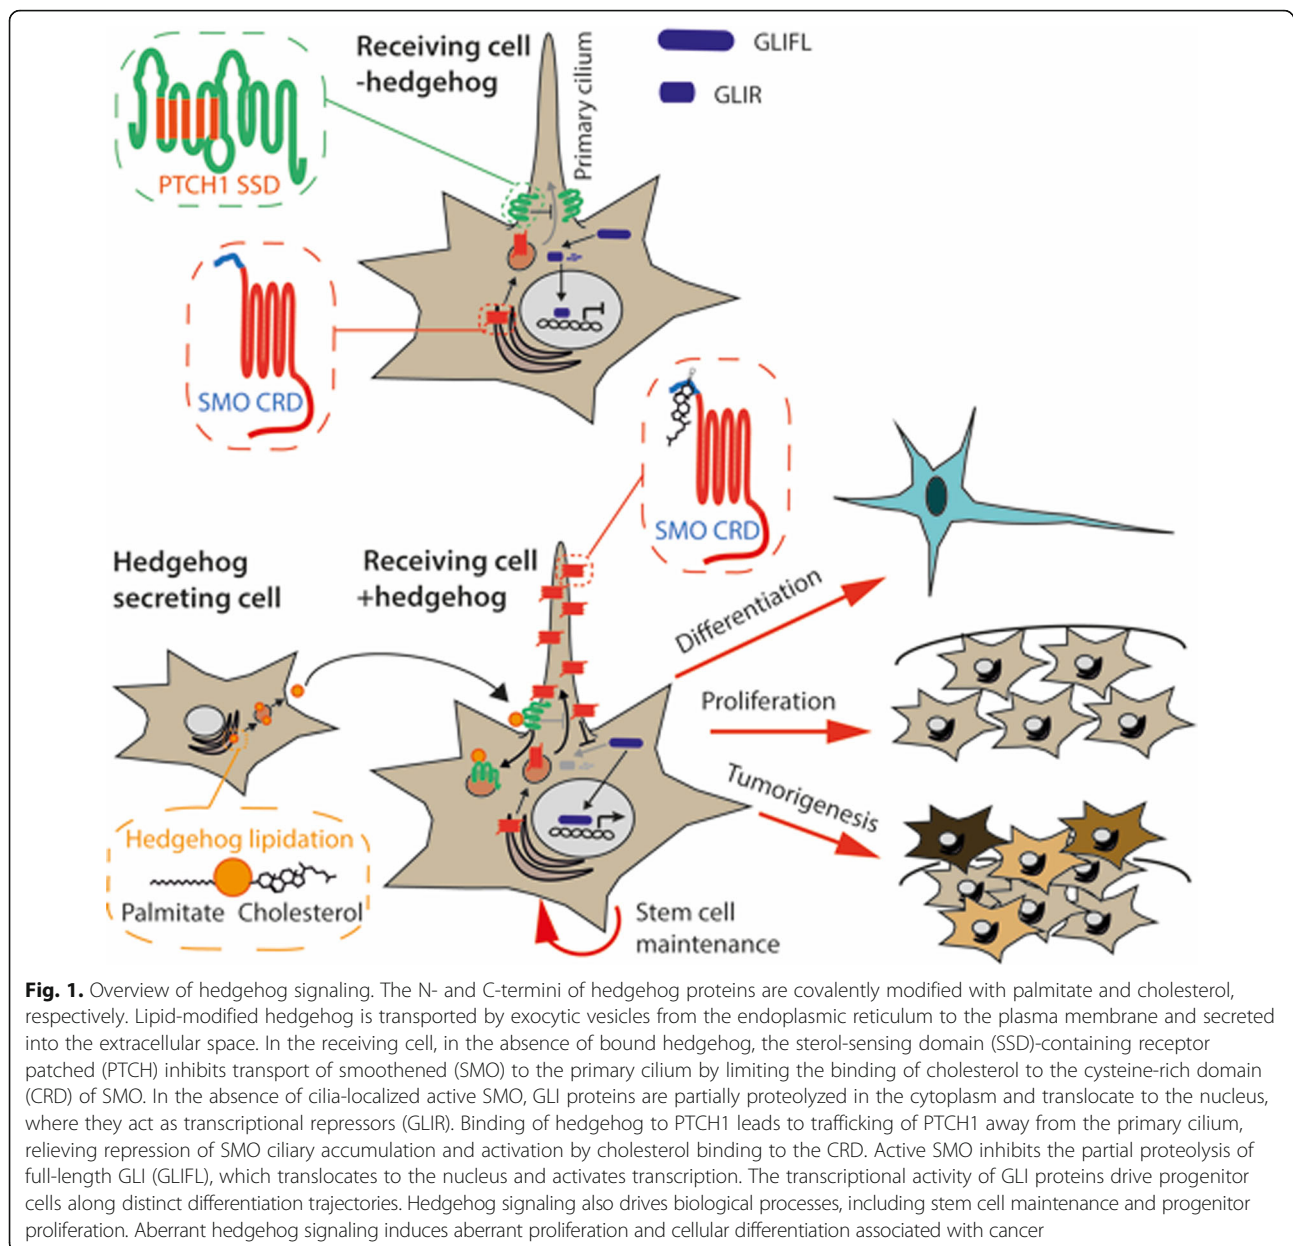 Receiving cell
-hedgehog
Primary cilium
GLIFL
GLIR
PTCH1 SSD
SMO CRD
SMO CRD
Hedgehog
secreting cell
Receiving cell
+hedgehog
Differentiation
Proliferation
Tumorigenesis
Hedgehog lipidation
Palmitate Cholesterol
Stem cell
maintenance
Fig. 1. Overview of hedgehog signaling. The N- and C-termini of hedgehog proteins are covalently modified with palmitate and cholesterol,
respectively. Lipid-modified hedgehog is transported by exocytic vesicles from the endoplasmic reticulum to the plasma membrane and secreted
into the extracellular space. In the receiving cell, in the absence of bound hedgehog, the sterol-sensing domain (SSD)-containing receptor
patched (PTCH) inhibits transport of smoothened (SMO) to the primary cilium by limiting the binding of cholesterol to the cysteine-rich domain
(CRD) of SMO. In the absence of cilia-localized active SMO, GLI proteins are partially proteolyzed in the cytoplasm and translocate to the nucleus,
where they act as transcriptional repressors (GLIR). Binding of hedgehog to PTCH1 leads to trafficking of PTCH1 away from the primary cilium,
relieving repression of SMO ciliary accumulation and activation by cholesterol binding to the CRD. Active SMO inhibits the partial proteolysis of
full-length GLI (GLIFL), which translocates to the nucleus and activates transcription. The transcriptional activity of GLI proteins drive progenitor
cells along distinct differentiation trajectories. Hedgehog signaling also drives biological processes, including stem cell maintenance and progenitor
proliferation. Aberrant hedgehog signaling induces aberrant proliferation and cellular differentiation associated with cancer